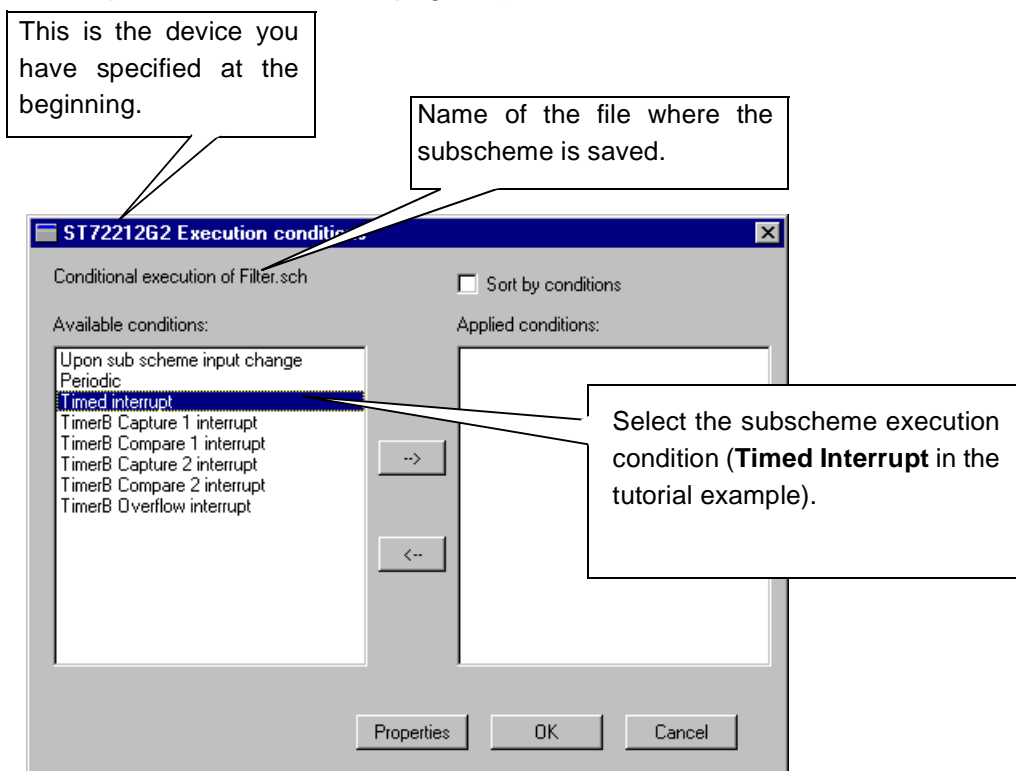 This is the device you
have specified at the
beginning.
Name of the file where the
subscheme is saved.
ST72212G2 Execution conditions
Conditional execution of Filter.sch
Sort by conditions
Available conditions:
Applied conditions:
Upon sub scheme input change
Periodic
Timed interrupt
TimerB Capture 1 interrupt
TimerB Compare 1 interrupt
TimerB Capture 2 interrupt
TimerB Compare 2 interrupt
TimerB Overflow interrupt
-->
<--
Select the subscheme execution
condition (Timed Interrupt in the
tutorial example).
Properties
OK
Cancel